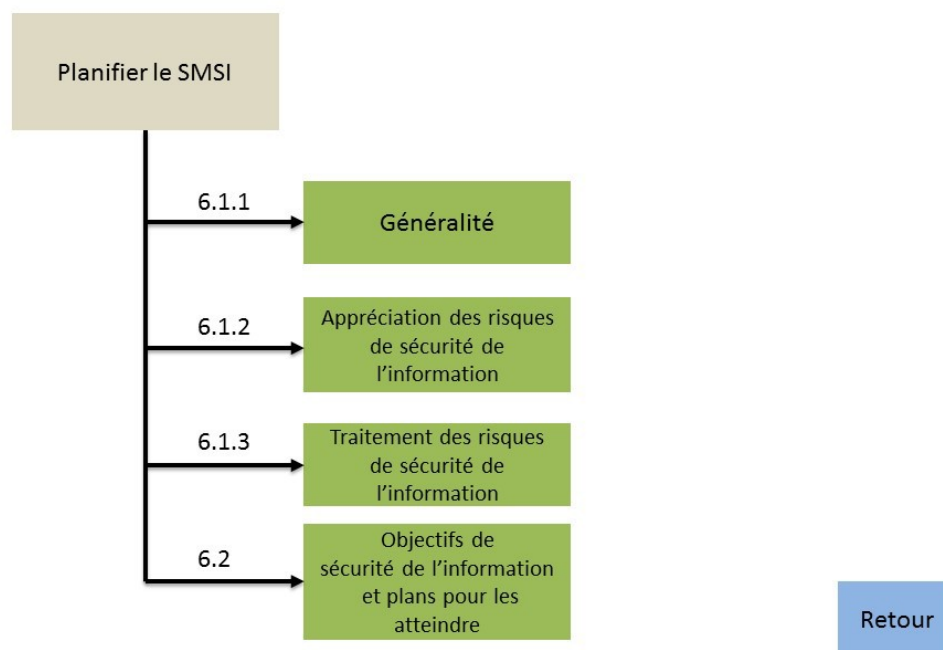 Planifier le SMSI
6.1.1
Généralité
6.1.2
Appréciation des risques
de sécurité de
l’information
6.1.3
Traitement des risques
de sécurité de
l’information
6.2
Objectifs de
sécurité de l’information
et plans pour les
atteindre
Retour